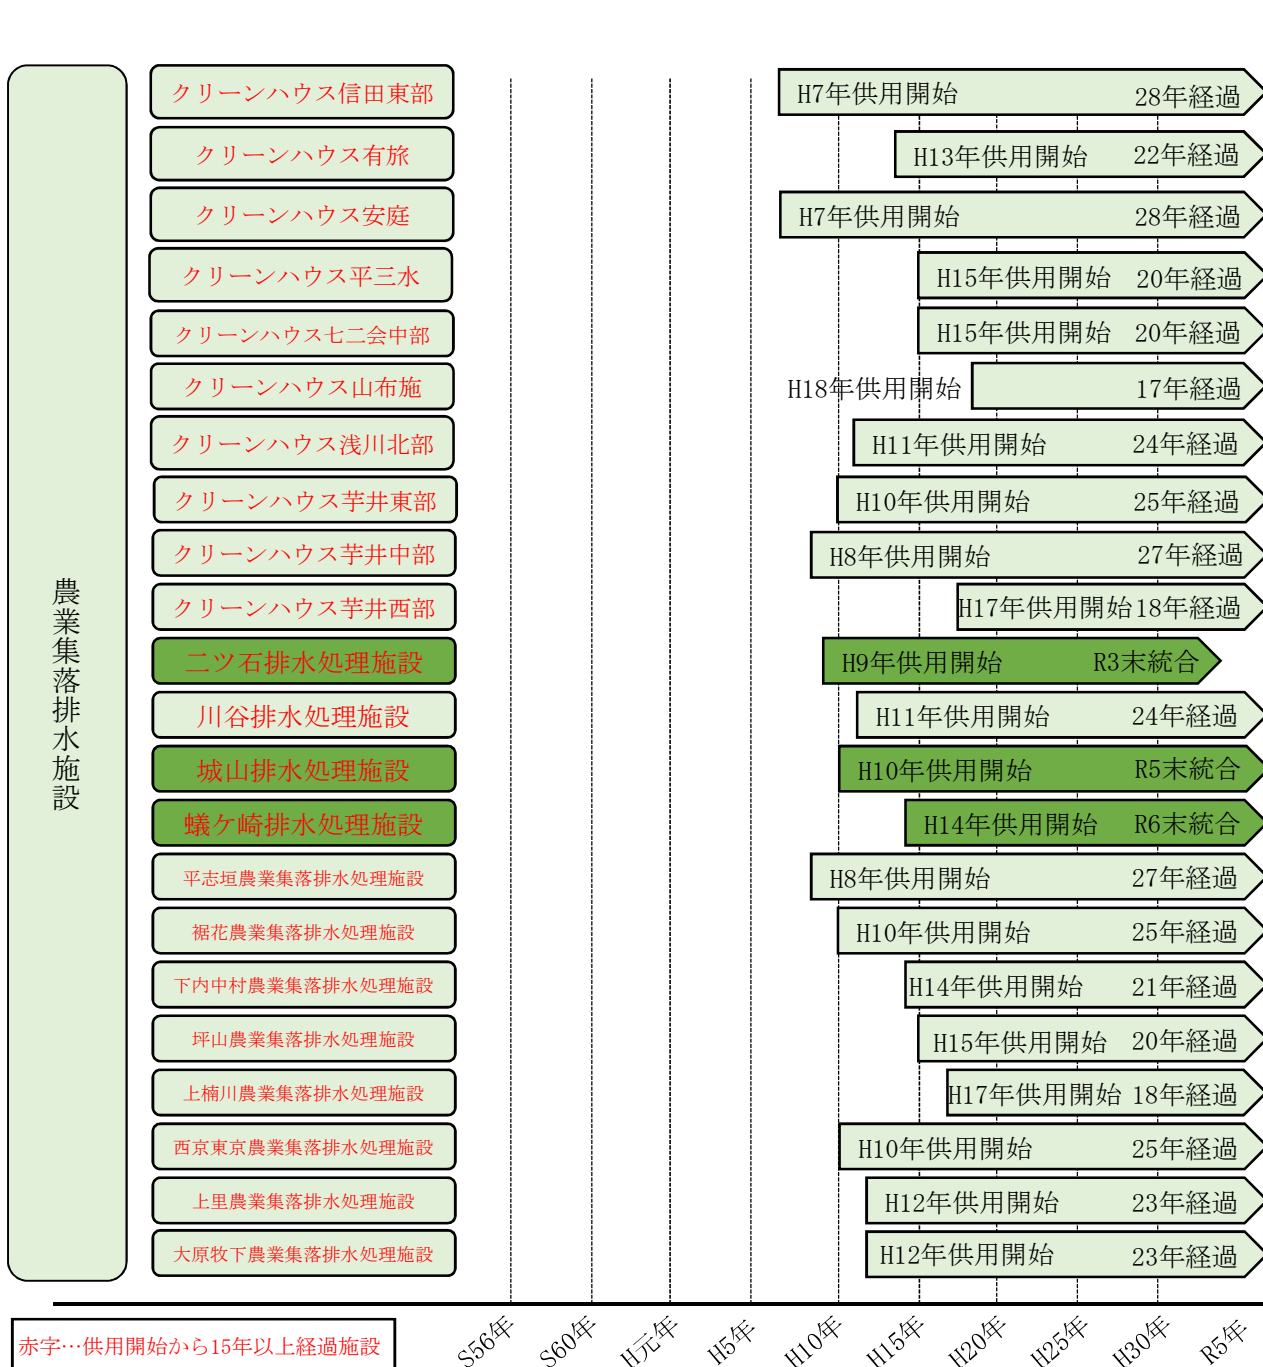 農業集落排水施設
クリーンハウス信田東部 H7年供用開始 28年経過
クリーンハウス有旅 H13年供用開始 22年経過
クリーンハウス安庭 H7年供用開始 28年経過
クリーンハウス平三水 H15年供用開始 20年経過
クリーンハウス七二会中部 H15年供用開始 20年経過
クリーンハウス山布施 H18年供用開始 17年経過
クリーンハウス浅川北部 H11年供用開始 24年経過
クリーンハウス芋井東部 H10年供用開始 25年経過
クリーンハウス芋井中部 H8年供用開始 27年経過
クリーンハウス芋井西部 H17年供用開始 18年経過
二ツ石排水処理施設 H9年供用開始 R3末統合
川谷排水処理施設 H11年供用開始 24年経過
城山排水処理施設 H10年供用開始 R5末統合
蟻ケ崎排水処理施設 H14年供用開始 R6末統合
平志垣農業集落排水処理施設 H8年供用開始 27年経過
裾花農業集落排水処理施設 H10年供用開始 25年経過
下内中村農業集落排水処理施設 H14年供用開始 21年経過
坪山農業集落排水処理施設 H15年供用開始 20年経過
上楠川農業集落排水処理施設 H17年供用開始 18年経過
西京東京農業集落排水処理施設 H10年供用開始 25年経過
上里農業集落排水処理施設 H12年供用開始 23年経過
大原牧下農業集落排水処理施設 H12年供用開始 23年経過
S56年 S60年 H元年 H5年 H10年 H15年 H20年 H25年 H30年 R5年
赤字…供用開始から15年以上経過施設